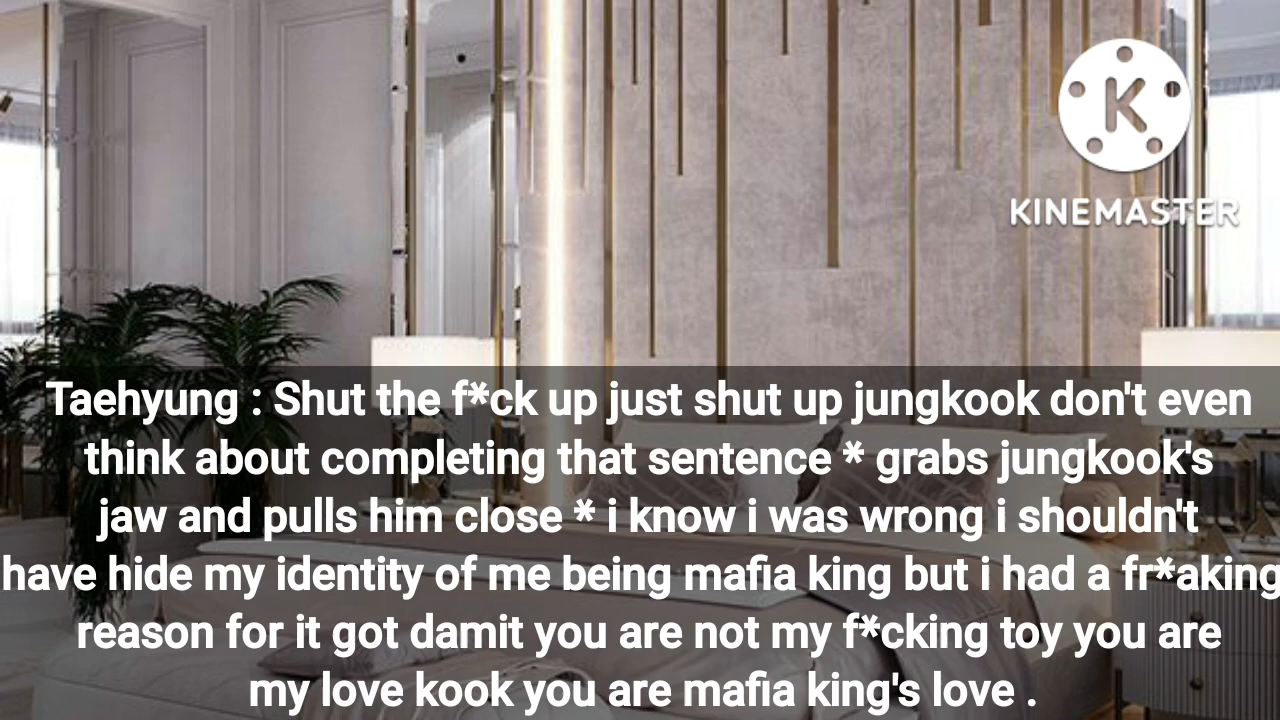 K
KINEMASTER
Taehyung : Shut the f*ck up just shut up jungkook don't even
think about completing that sentence * grabs jungkook's
jaw and pulls him close * i know i was wrong i shouldn't
have hide my identity of me being mafia king but i had a fr*aking
reason for it got damit you are not my f*cking toy you are
my love kook you are mafia king's love .